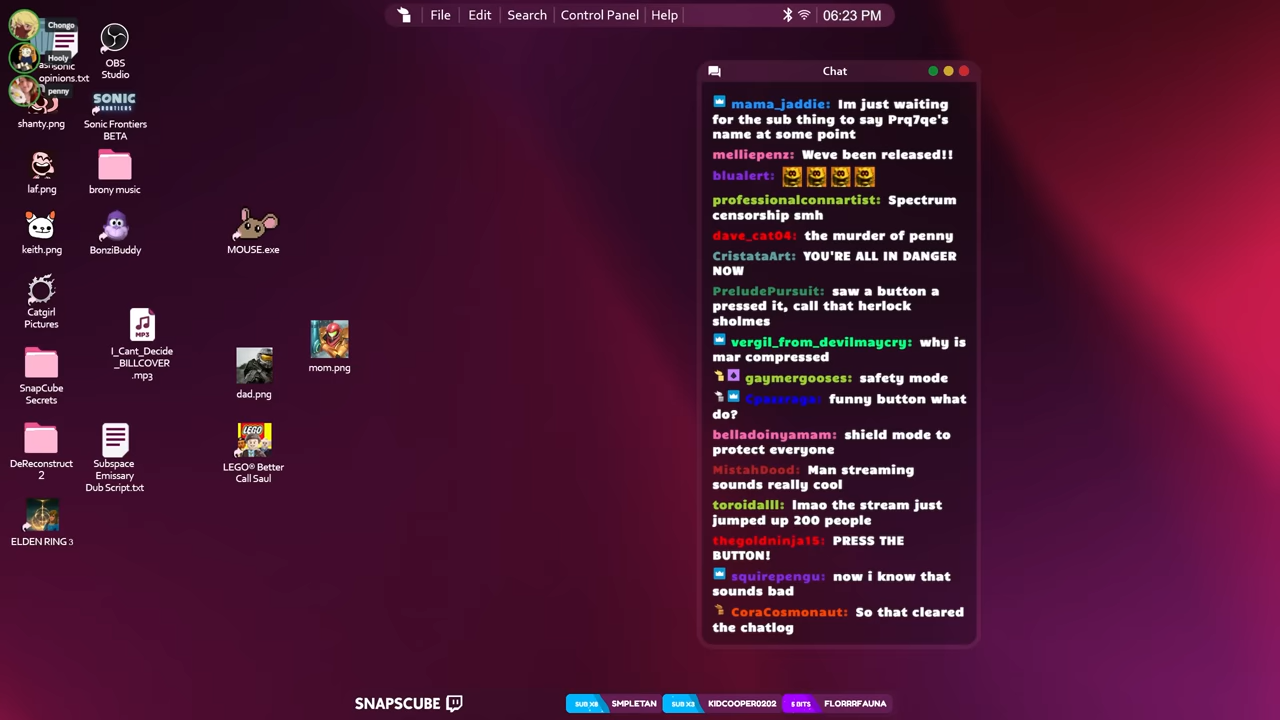 File Edit Search Control Panel Help 06:23 PM
Chongo
Hooly
penny
opinions.txt
OBS
Studio
shanty.png
SONIC
FRONTIERS
Sonic Frontiers
BETA
laf.png
brony music
keith.png
BonziBuddy
MOUSE.exe
Catgirl
Pictures
MP3
I_Cant_Decide
_BILLCOVER
.mp3
mom.png
SnapCube
Secrets
dad.png
DeReconstruct
2
Subspace
Emissary
Dub Script.txt
LEGO
LEGO® Better
Call Saul
ELDEN RING 3
Chat
mama_jaddie: Im just waiting
for the sub thing to say Prq7qe's
name at some point
melliepenz: Weve been released!!
blualert:
professionalconnartist: Spectrum
censorship smh
dave_cat04: the murder of penny
CristataArt: YOU'RE ALL IN DANGER
NOW
PreludePursuit: saw a button a
pressed it, call that herlock
sholmes
vergil_from_devilmaycry: why is
mar compressed
gaymergooses: safety mode
funny button what
do?
belladoinyamam: shield mode to
protect everyone
MistahDood: Man streaming
sounds really cool
toroidalll: lmao the stream just
jumped up 200 people
thegoldninja15: PRESS THE
BUTTON!
squirepengu: now i know that
sounds bad
CoraCosmonaut: So that cleared
the chatlog
SNAPSCUBE
SUB X8 SMPLETAN SUB X3 KIDCOOPER0202 5 BITS FLORRRFAUNA